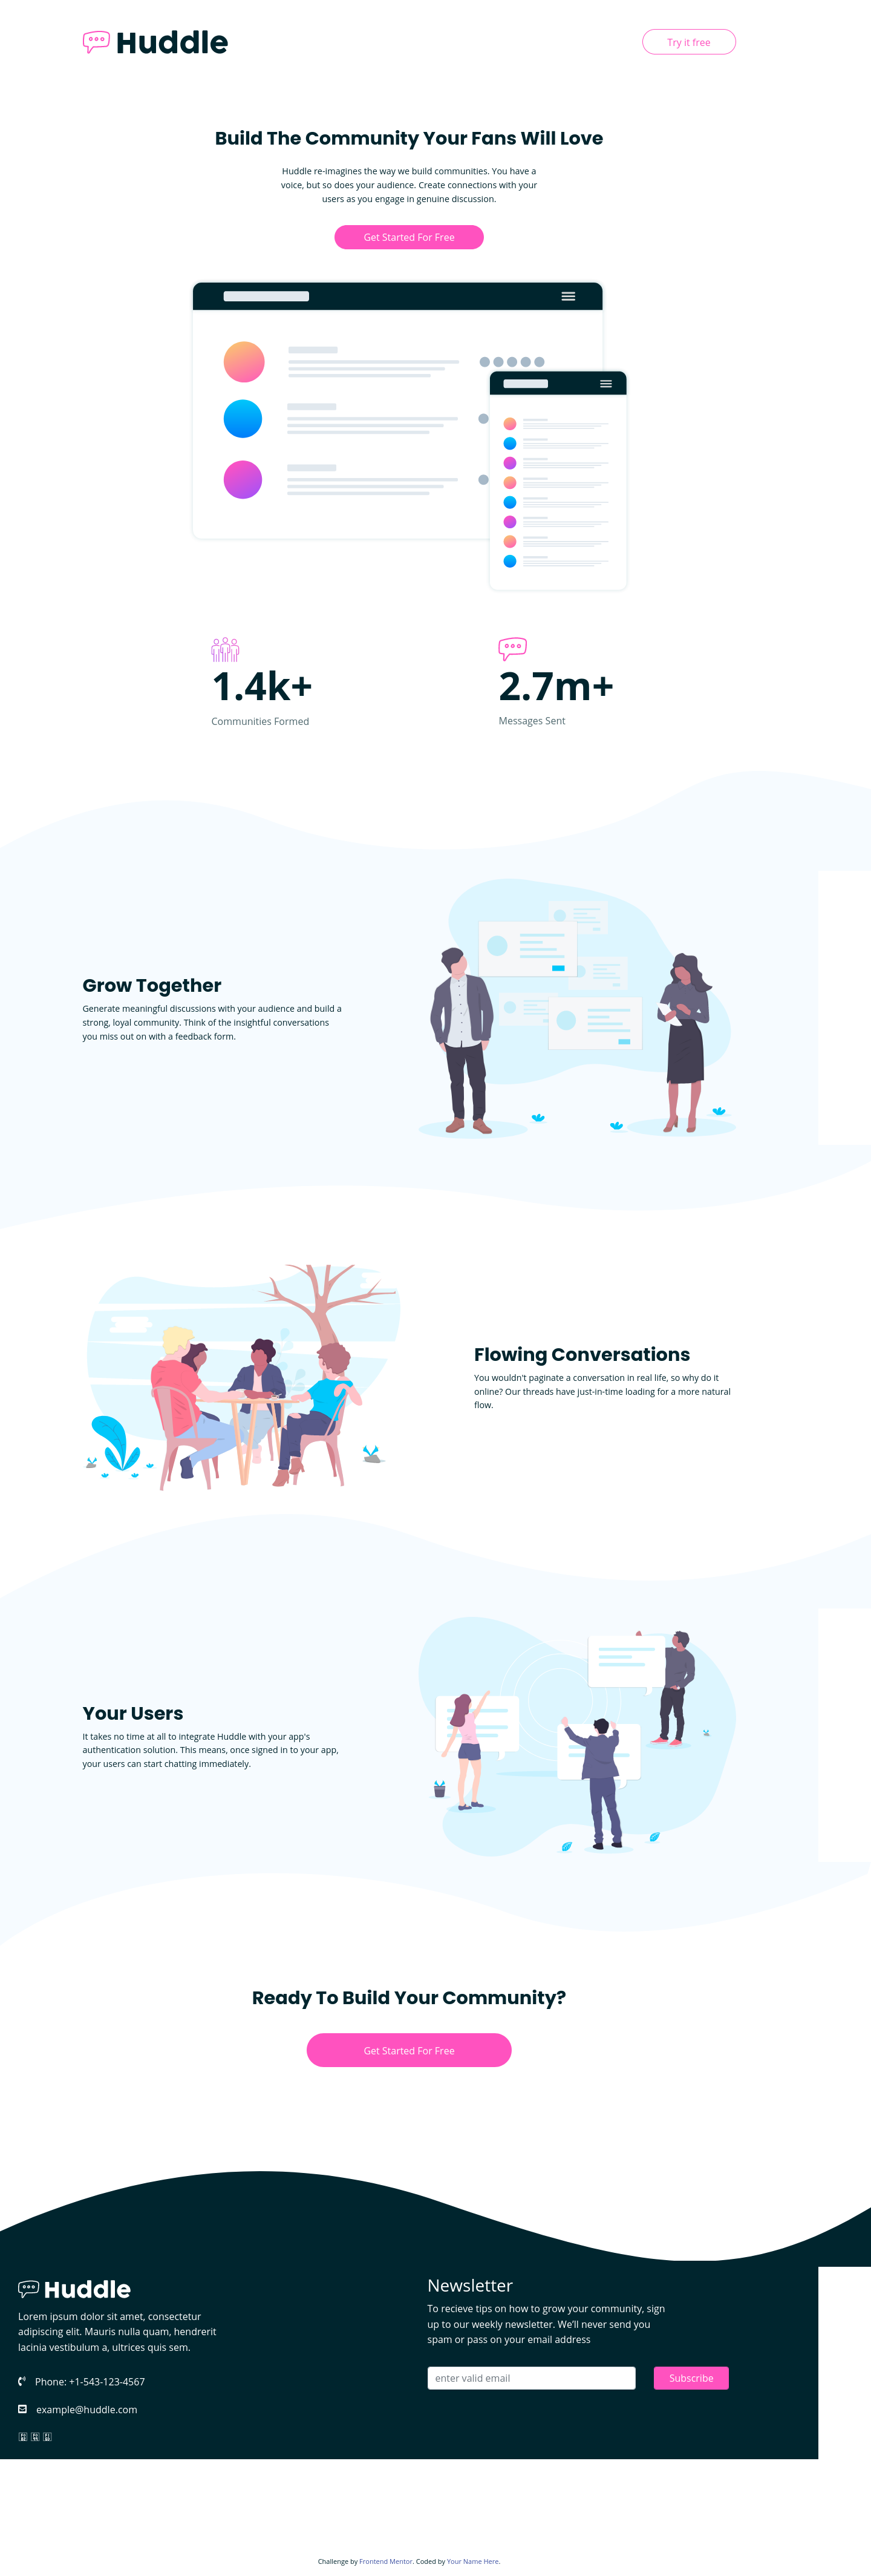 Huddle
Try it free
Build The Community Your Fans Will Love
Huddle re-imagines the way we build communities. You have a
voice, but so does your audience. Create connections with your
users as you engage in genuine discussion.
Get Started For Free
1.4k+
Communities Formed
2.7m+
Messages Sent
Grow Together
Generate meaningful discussions with your audience and build a
strong, loyal community. Think of the insightful conversations
you miss out on with a feedback form.
Flowing Conversations
You wouldn't paginate a conversation in real life, so why do it
online? Our threads have just-in-time loading for a more natural
flow.
Your Users
It takes no time at all to integrate Huddle with your app's
authentication solution. This means, once signed in to your app,
your users can start chatting immediately.
Ready To Build Your Community?
Get Started For Free
Huddle
Lorem ipsum dolor sit amet, consectetur
adipiscing elit. Mauris nulla quam, hendrerit
lacinia vestibulum a, ultrices quis sem.
Phone: +1-543-123-4567
example@huddle.com
Newsletter
To recieve tips on how to grow your community, sign
up to our weekly newsletter. We'll never send you
spam or pass on your email address
enter valid email
Subscribe
Challenge by Frontend Mentor. Coded by Your Name Here.